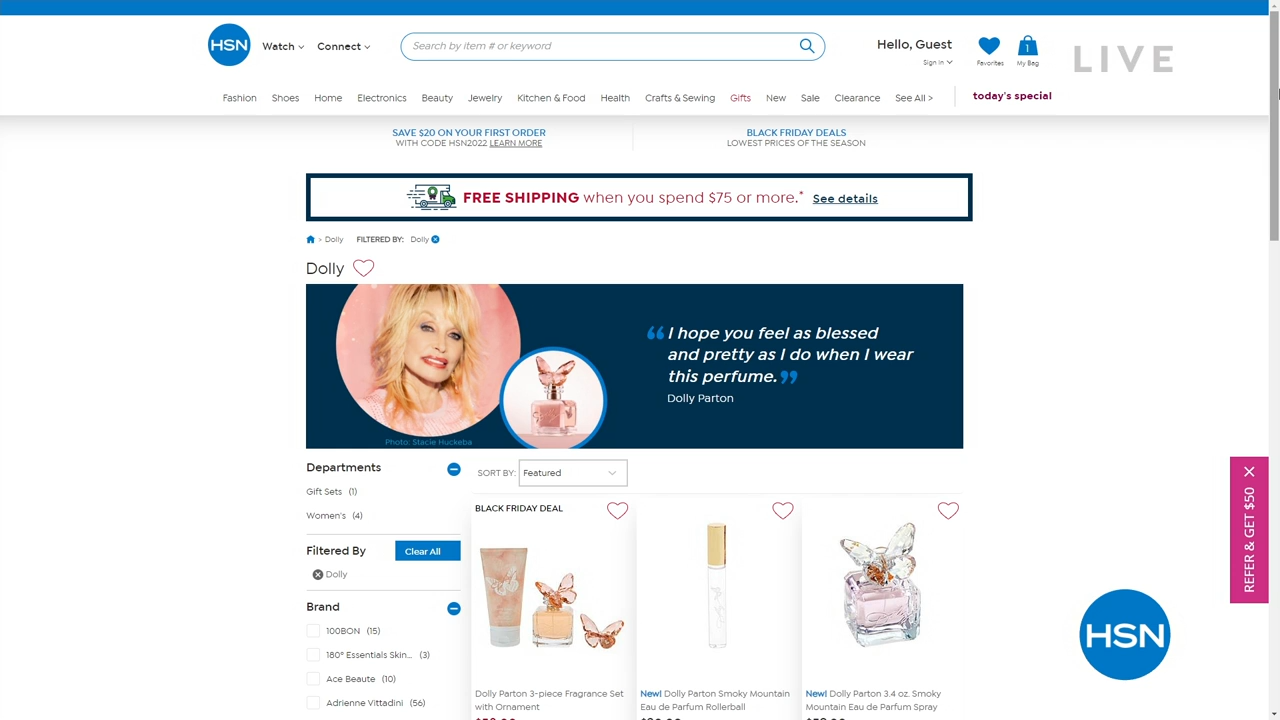 HSN
Watch
Connect
Search by item # or keyword
Hello, Guest
Sign In
Favorites
1
My Bag
LIVE
Fashion
Shoes
Home
Electronics
Beauty
Jewelry
Kitchen & Food
Health
Crafts & Sewing
Gifts
New
Sale
Clearance
See All >
today's special
SAVE $20 ON YOUR FIRST ORDER
WITH CODE HSN2022 LEARN MORE
BLACK FRIDAY DEALS
LOWEST PRICES OF THE SEASON
FREE SHIPPING when you spend $75 or more.* See details
> Dolly FILTERED BY: Dolly
Dolly
“ I hope you feel as blessed
and pretty as I do when I wear
this perfume. ”
Dolly Parton
Photo: Stacie Huckeba
Departments
Gift Sets (1)
Women's (4)
Filtered By
Clear All
Dolly
Brand
100BON (15)
180º Essentials Skin... (3)
Ace Beaute (10)
Adrienne Vittadini (56)
SORT BY: Featured
BLACK FRIDAY DEAL
Dolly Parton 3-piece Fragrance Set
with Ornament
New! Dolly Parton Smoky Mountain
Eau de Parfum Rollerball
New! Dolly Parton 3.4 oz. Smoky
Mountain Eau de Parfum Spray
REFER & GET $50
HSN